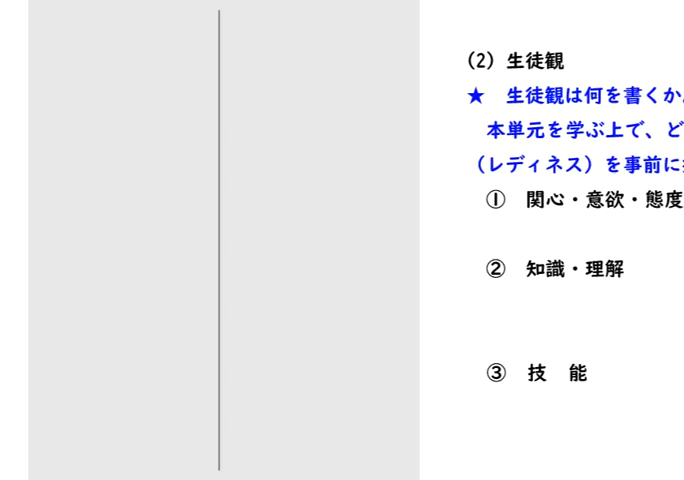 (2) 生徒観
★　生徒観は何を書くか
本単元を学ぶ上で、ど
（レディネス）を事前に
①　関心・意欲・態度
②　知識・理解
③　技　能